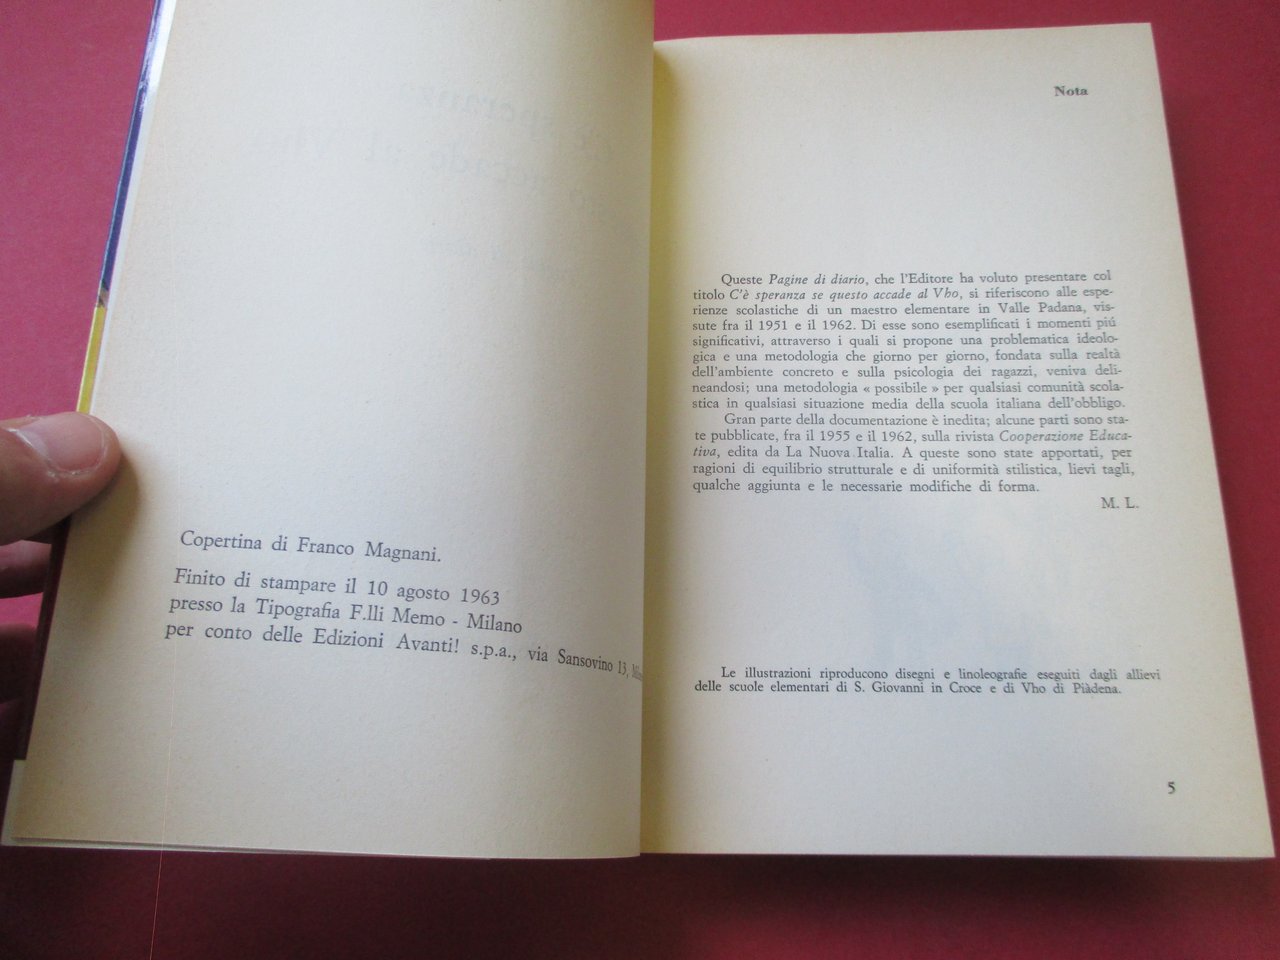 Copertina di Franco Magnani.
Finito di stampare il 10 agosto 1963
presso la Tipografia F.lli Memo - Milano
per conto delle Edizioni Avanti! s.p.a., via Sansovino 13,
Nota
Queste Pagine di diario, che l'Editore ha voluto presentare col
titolo C'è speranza se questo accade al Vho, si riferiscono alle espe-
rienze scolastiche di un maestro elementare in Valle Padana, vis-
sute fra il 1951 e il 1962. Di esse sono esemplificati i momenti piú
significativi, attraverso i quali si propone una problematica ideolo-
gica e una metodologia che giorno per giorno, fondata sulla realtà
dell'ambiente concreto e sulla psicologia dei ragazzi, veniva deli-
neandosi; una metodologia « possibile » per qualsiasi comunità scola-
stica in qualsiasi situazione media della scuola italiana dell'obbligo.
Gran parte della documentazione è inedita; alcune parti sono sta-
te pubblicate, fra il 1955 e il 1962, sulla rivista Cooperazione Educa-
tiva, edita da La Nuova Italia. A queste sono state apportati, per
ragioni di equilibrio strutturale e di uniformità stilistica, lievi tagli,
qualche aggiunta e le necessarie modifiche di forma.
M. L.
Le illustrazioni riproducono disegni e linoleografie eseguiti dagli allievi
delle scuole elementari di S. Giovanni in Croce e di Vho di Piàdena.
5